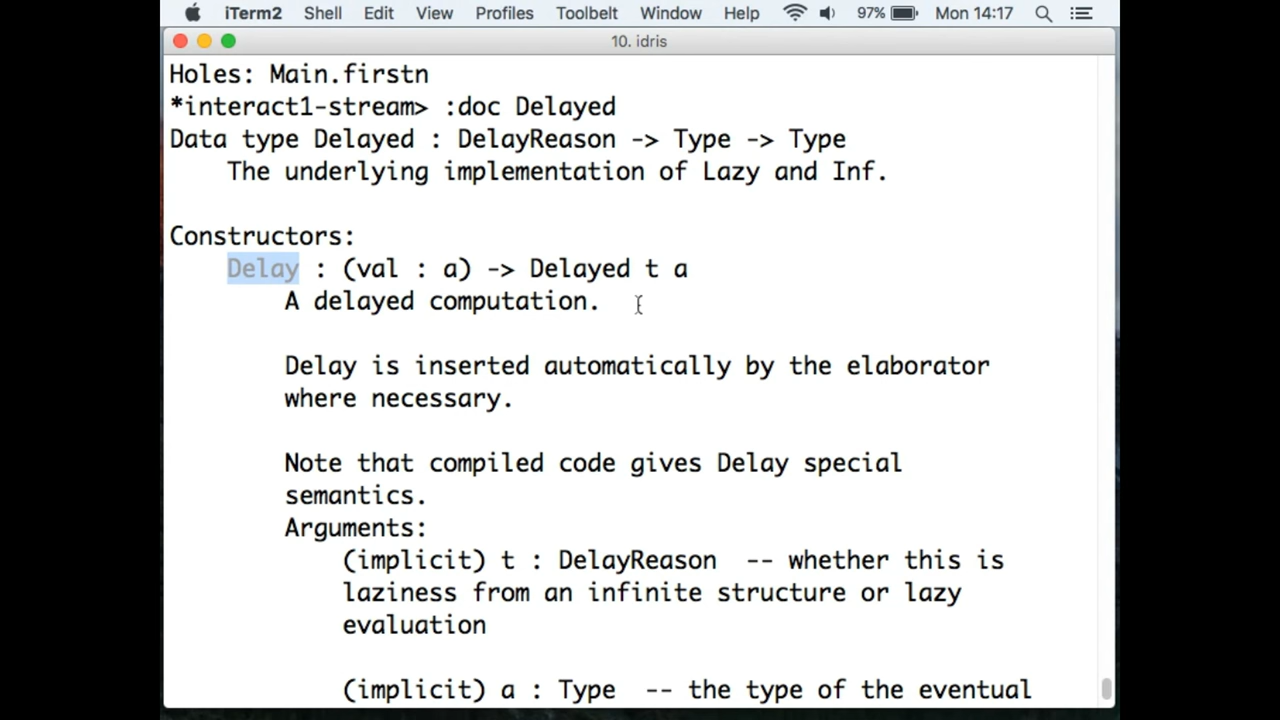 iTerm2 Shell Edit View Profiles Toolbelt Window Help 97% Mon 14:17
10. idris
Holes: Main.firstn
*interact1-stream> :doc Delayed
Data type Delayed : DelayReason -> Type -> Type
The underlying implementation of Lazy and Inf.
Constructors:
Delay : (val : a) -> Delayed t a
A delayed computation.
Delay is inserted automatically by the elaborator
where necessary.
Note that compiled code gives Delay special
semantics.
Arguments:
(implicit) t : DelayReason -- whether this is
laziness from an infinite structure or lazy
evaluation
(implicit) a : Type -- the type of the eventual